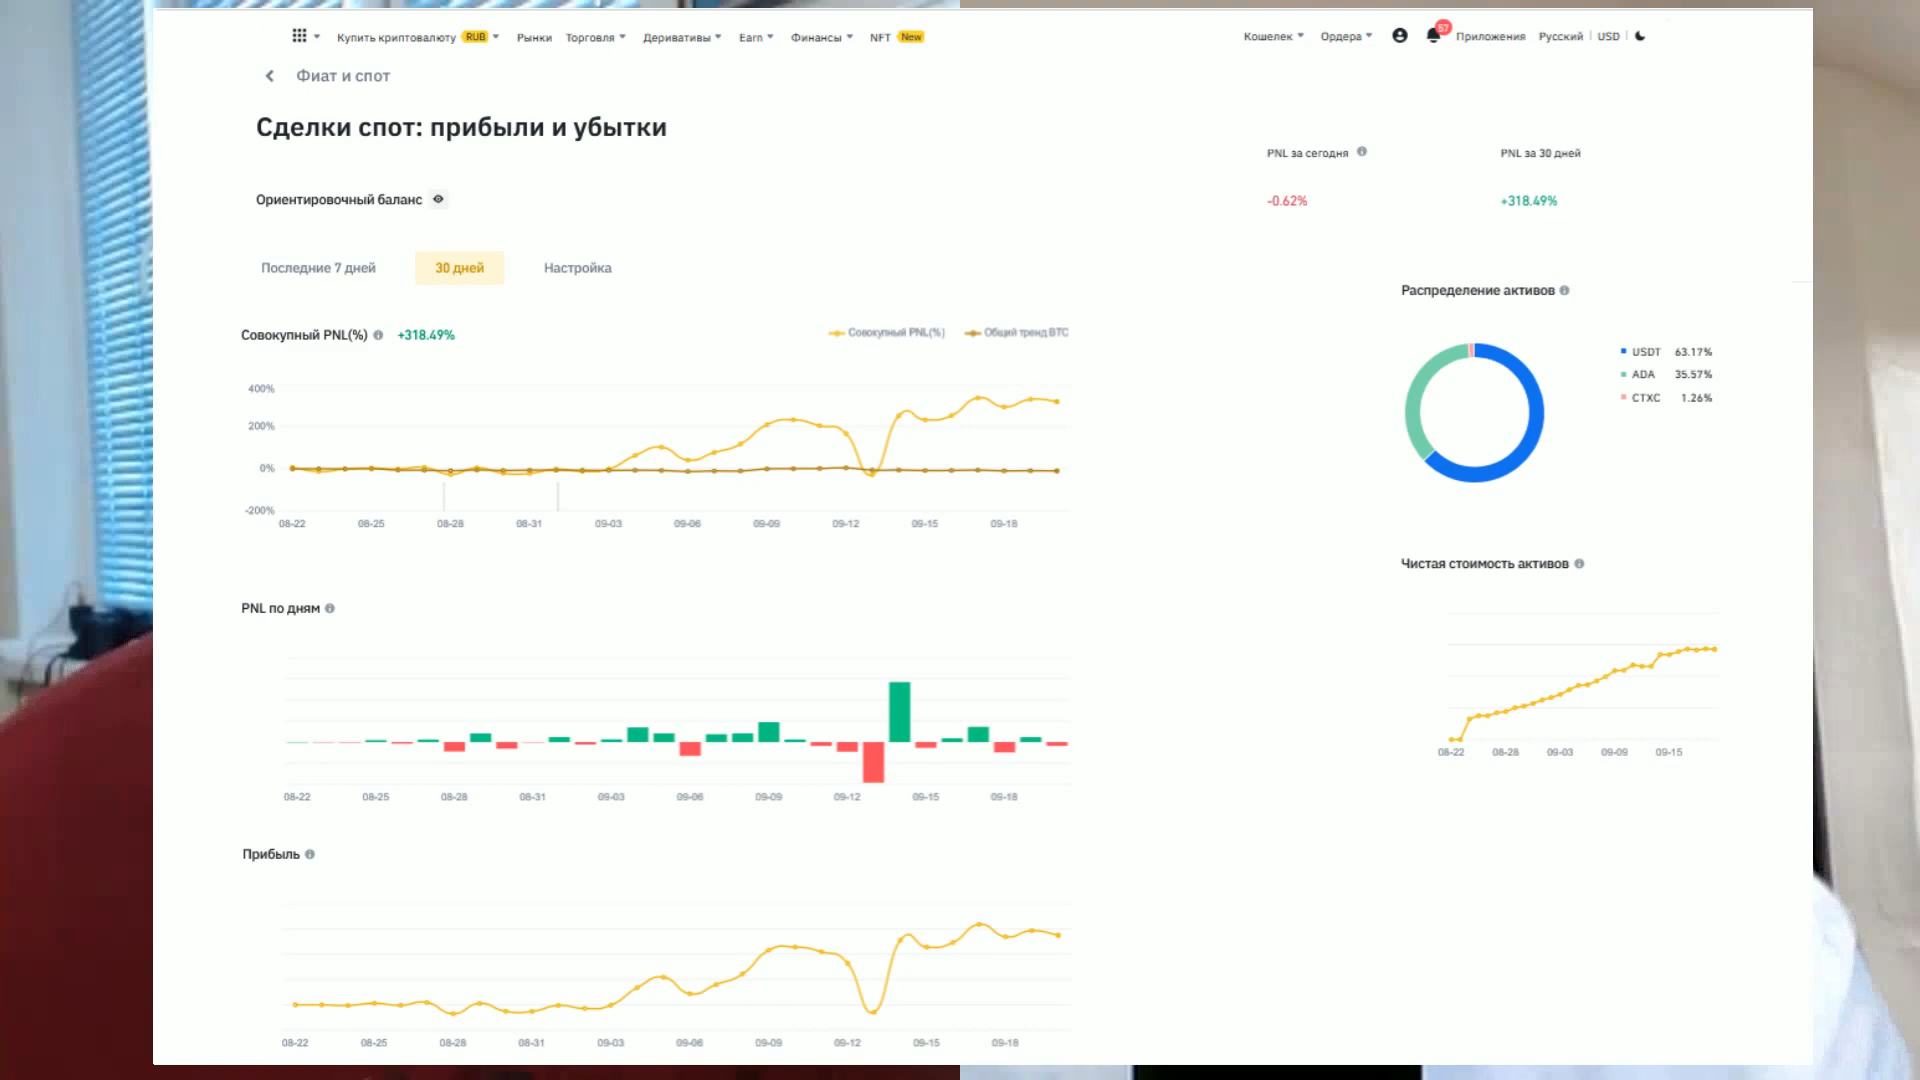 Купить криптовалюту RUB Рынки Торговля Деривативы Earn Финансы NFT New Кошелек Ордера 57 Приложения Русский | USD |
Фиат и спот
Сделки спот: прибыли и убытки
PNL за сегодня PNL за 30 дней
-0.62% +318.49%
Ориентировочный баланс
Последние 7 дней 30 дней Настройка
Совокупный PNL(%) +318.49% Совокупный PNL(%) Общий тренд BTC
400%
200%
0%
-200%
08-22 08-25 08-28 08-31 09-03 09-06 09-09 09-12 09-15 09-18
PNL по дням
08-22 08-25 08-28 08-31 09-03 09-06 09-09 09-12 09-15 09-18
Прибыль
08-22 08-25 08-28 08-31 09-03 09-06 09-09 09-12 09-15 09-18
Распределение активов
USDT 63.17%
ADA 35.57%
CTXC 1.26%
Чистая стоимость активов
08-22 08-28 09-03 09-09 09-15